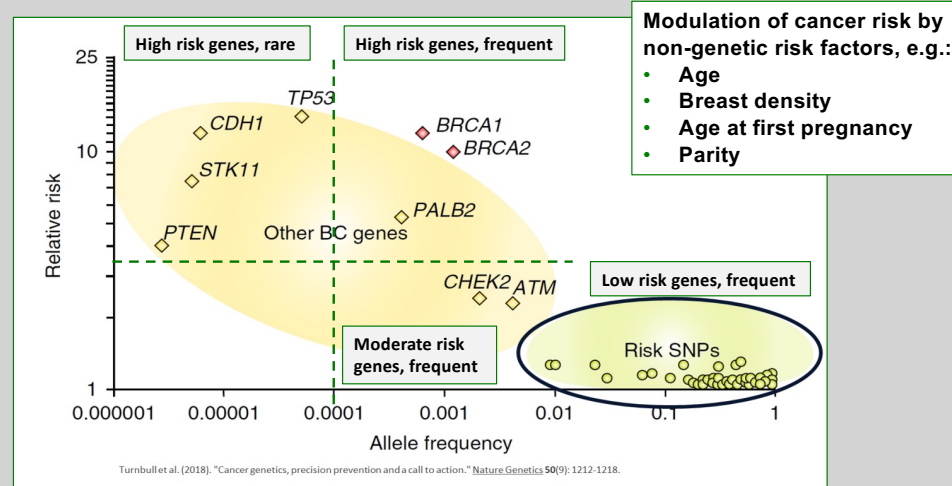 High risk genes, rare
High risk genes, frequent
Modulation of cancer risk by
non-genetic risk factors, e.g.:
• Age
• Breast density
• Age at first pregnancy
• Parity
25
10
1
Relative risk
TP53
CDH1
BRCA1
BRCA2
STK11
PALB2
PTEN
Other BC genes
CHEK2
ATM
Low risk genes, frequent
Moderate risk
genes, frequent
Risk SNPs
0.000001
0.00001
0.0001
0.001
0.01
0.1
1
Allele frequency
Turnbull et al. (2018). "Cancer genetics, precision prevention and a call to action." Nature Genetics 50(9): 1212-1218.